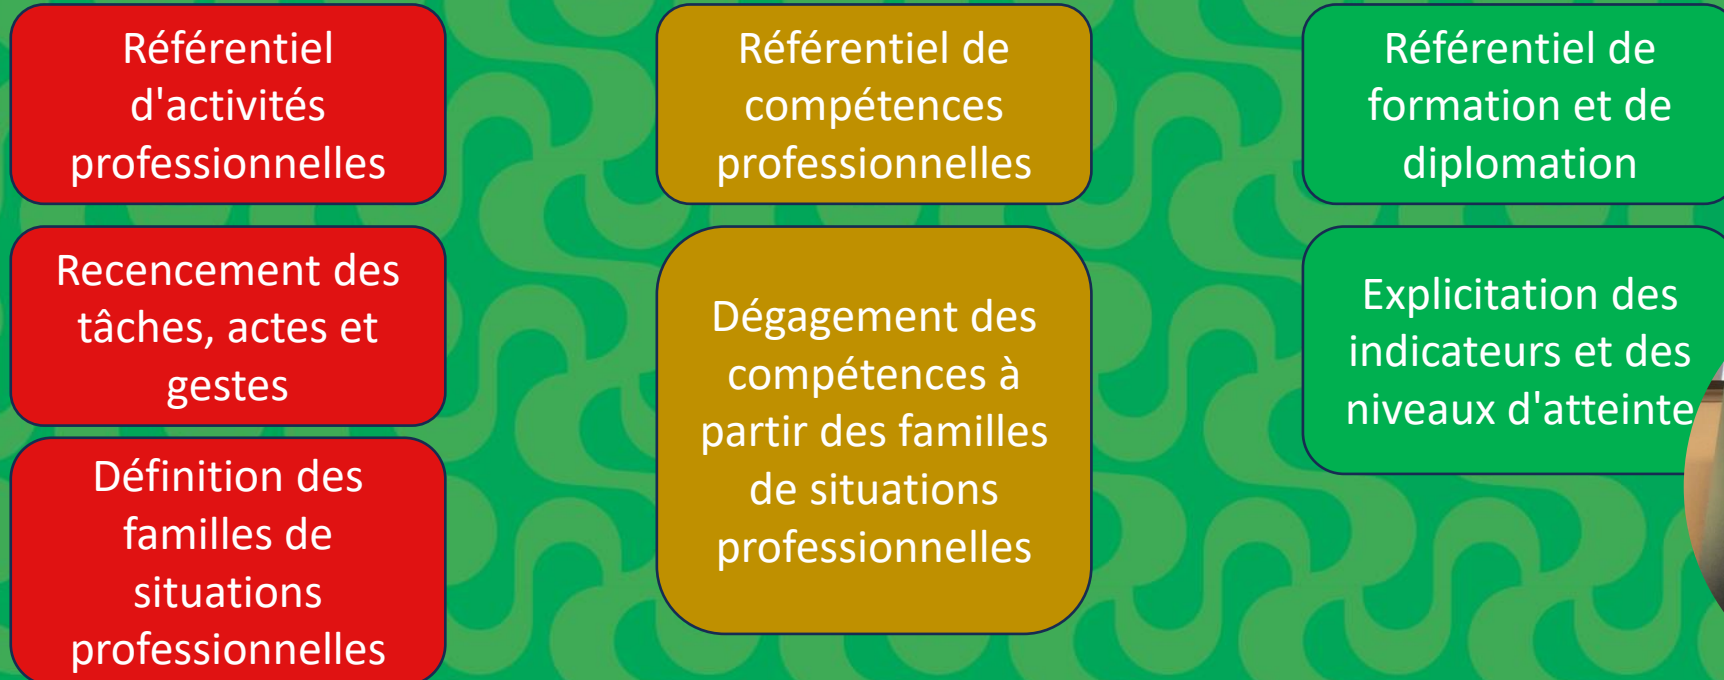 Référentiel
d'activités
professionnelles
Recencement des
tâches, actes et
gestes
Définition des
familles de
situations
professionnelles
Référentiel de
compétences
professionnelles
Dégagement des
compétences à
partir des familles
de situations
professionnelles
Référentiel de
formation et de
diplomation
Explicitation des
indicateurs et des
niveaux d'atteinte